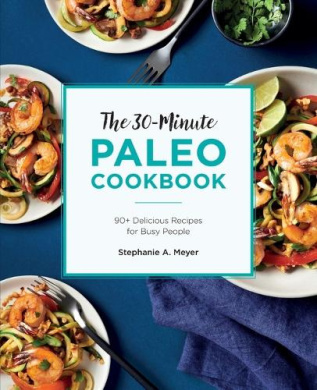 The 30-Minute
PALEO
COOKBOOK
90+ Delicious Recipes
for Busy People
Stephanie A. Meyer